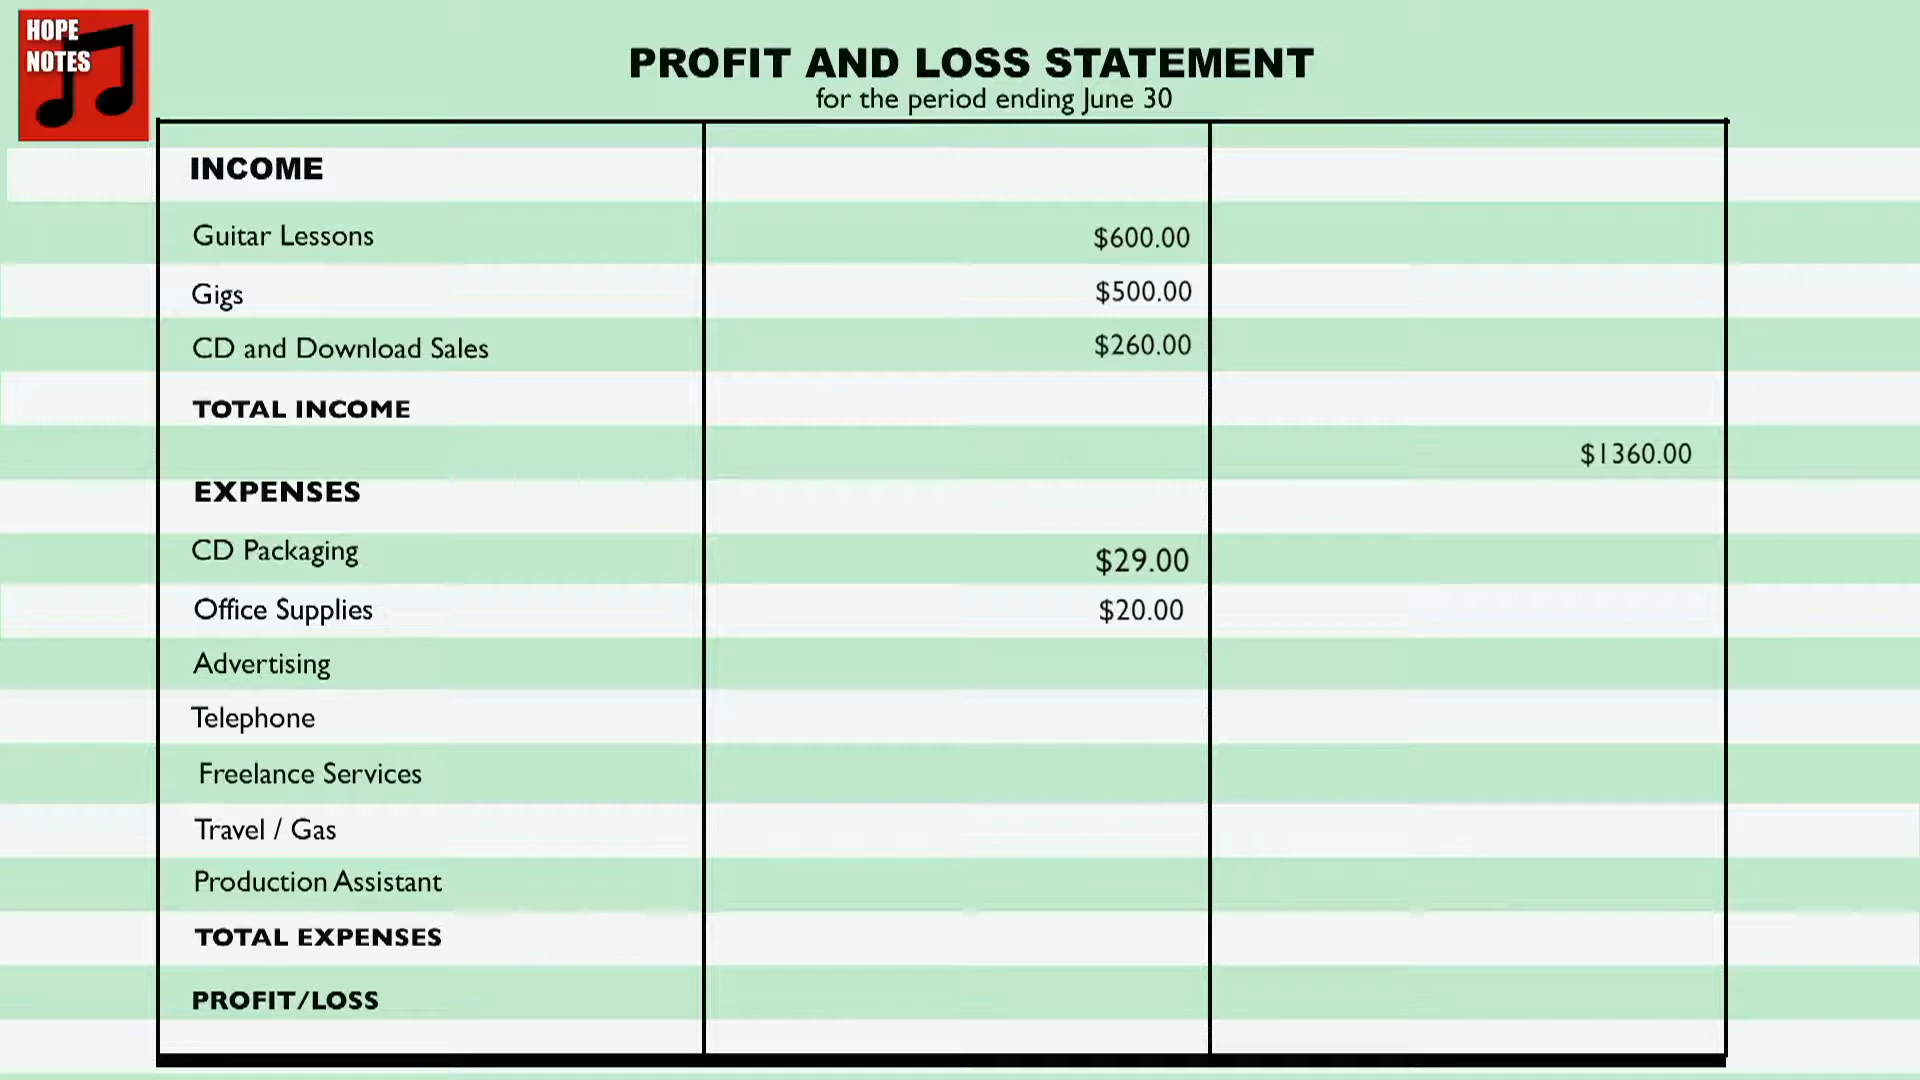 HOPE
NOTES
PROFIT AND LOSS STATEMENT
for the period ending June 30
INCOME
Guitar Lessons $600.00
Gigs $500.00
CD and Download Sales $260.00
TOTAL INCOME
$1360.00
EXPENSES
CD Packaging $29.00
Office Supplies $20.00
Advertising
Telephone
Freelance Services
Travel / Gas
Production Assistant
TOTAL EXPENSES
PROFIT/LOSS